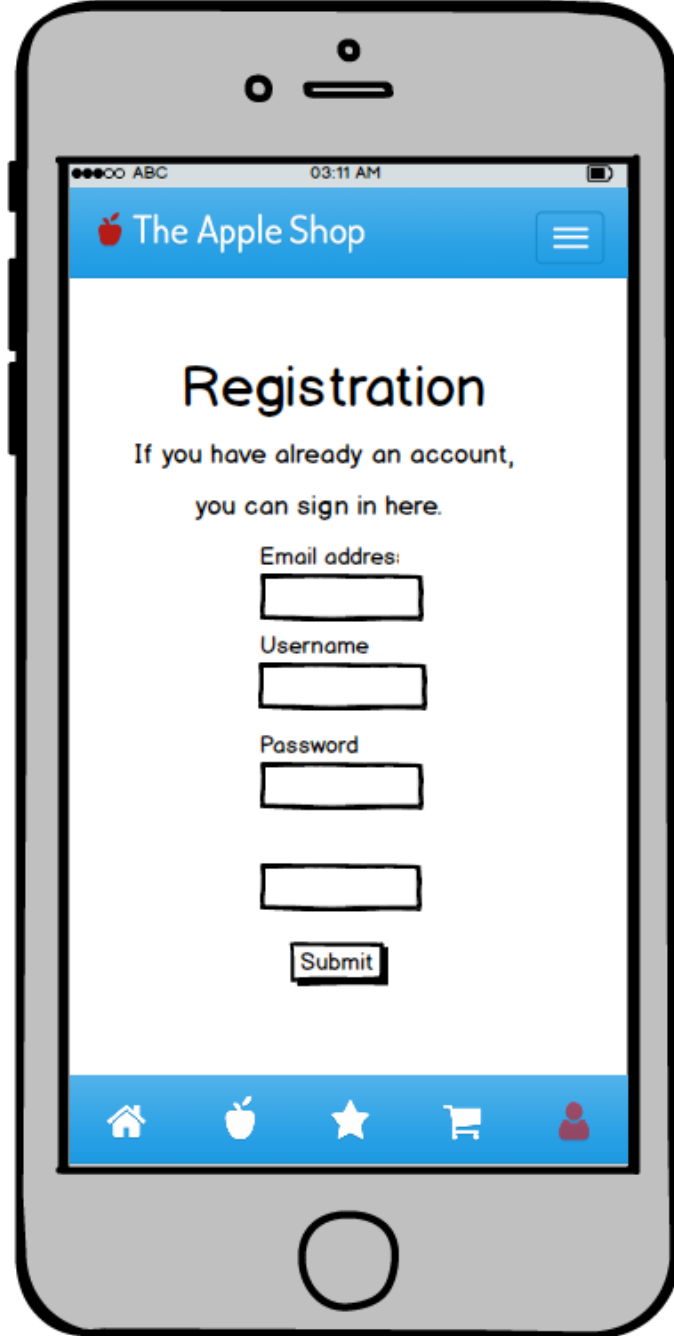 ABC 03:11 AM
The Apple Shop
Registration
If you have already an account,
you can sign in here.
Email addres
Username
Password
Submit